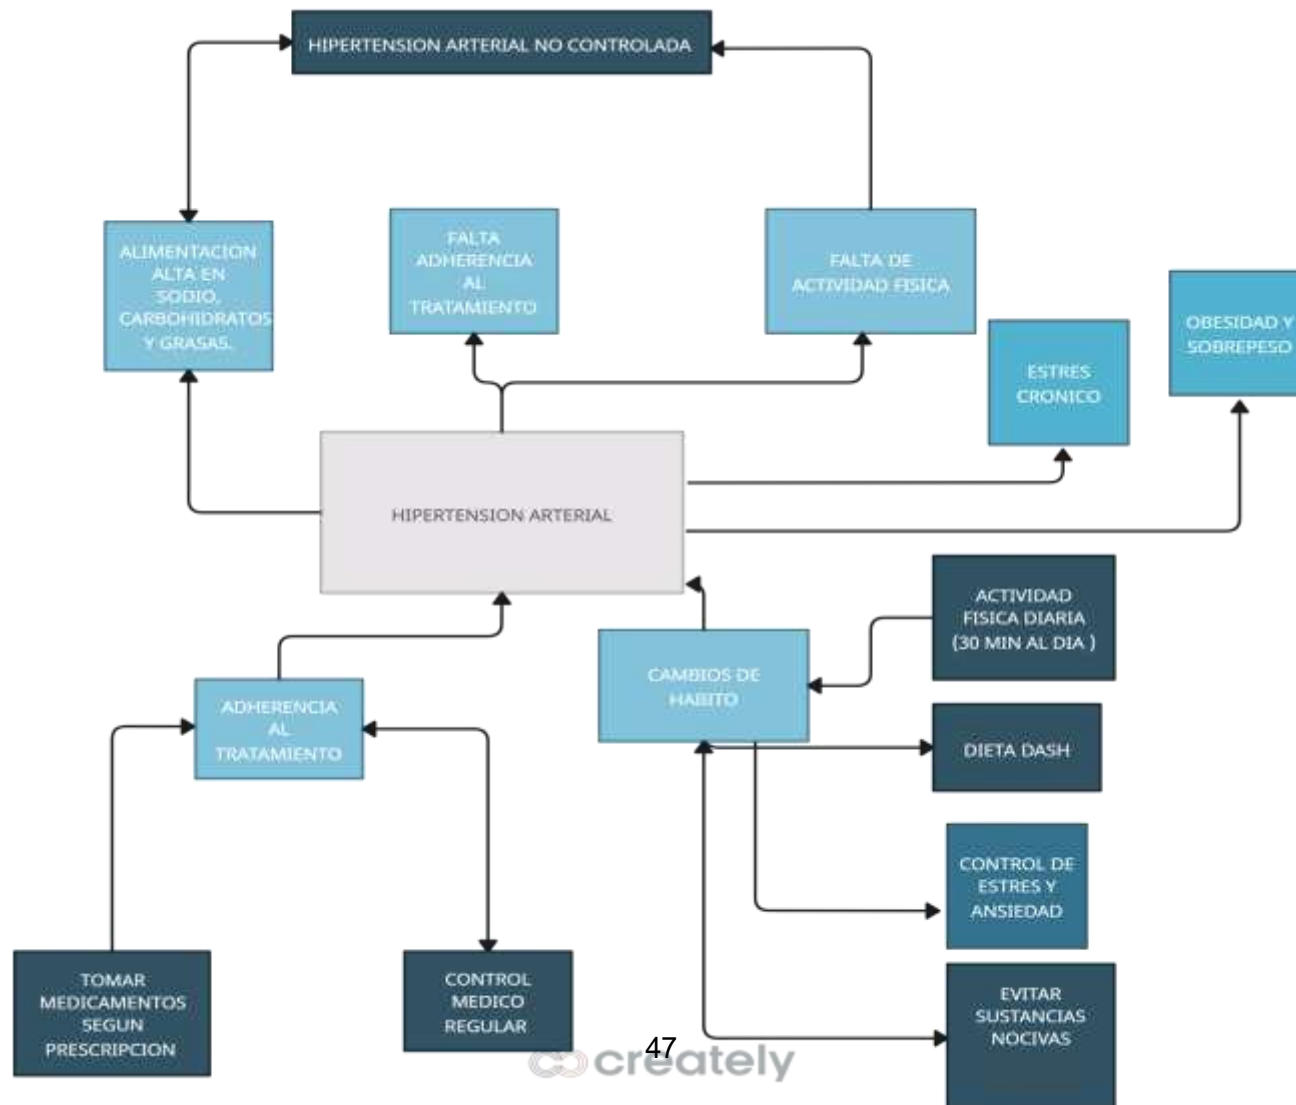 HIPERTENSION ARTERIAL NO CONTROLADA
ALIMENTACION
ALTA EN
SODIO,
CARBOHIDRATOS
Y GRASAS.
FALTA
ADHERENCIA
AL
TRATAMIENTO
FALTA DE
ACTIVIDAD FISICA
ESTRES
CRONICO
OBESIDAD Y
SOBREPESO
HIPERTENSION ARTERIAL
ACTIVIDAD
FISICA DIARIA
(30 MIN AL DIA )
CAMBIOS DE
HABITO
ADHERENCIA
AL
TRATAMIENTO
DIETA DASH
CONTROL DE
ESTRES Y
ANSIEDAD
TOMAR
MEDICAMENTOS
SEGUN
PRESCRIPCION
CONTROL
MEDICO
REGULAR
EVITAR
SUSTANCIAS
NOCIVAS
47
creately